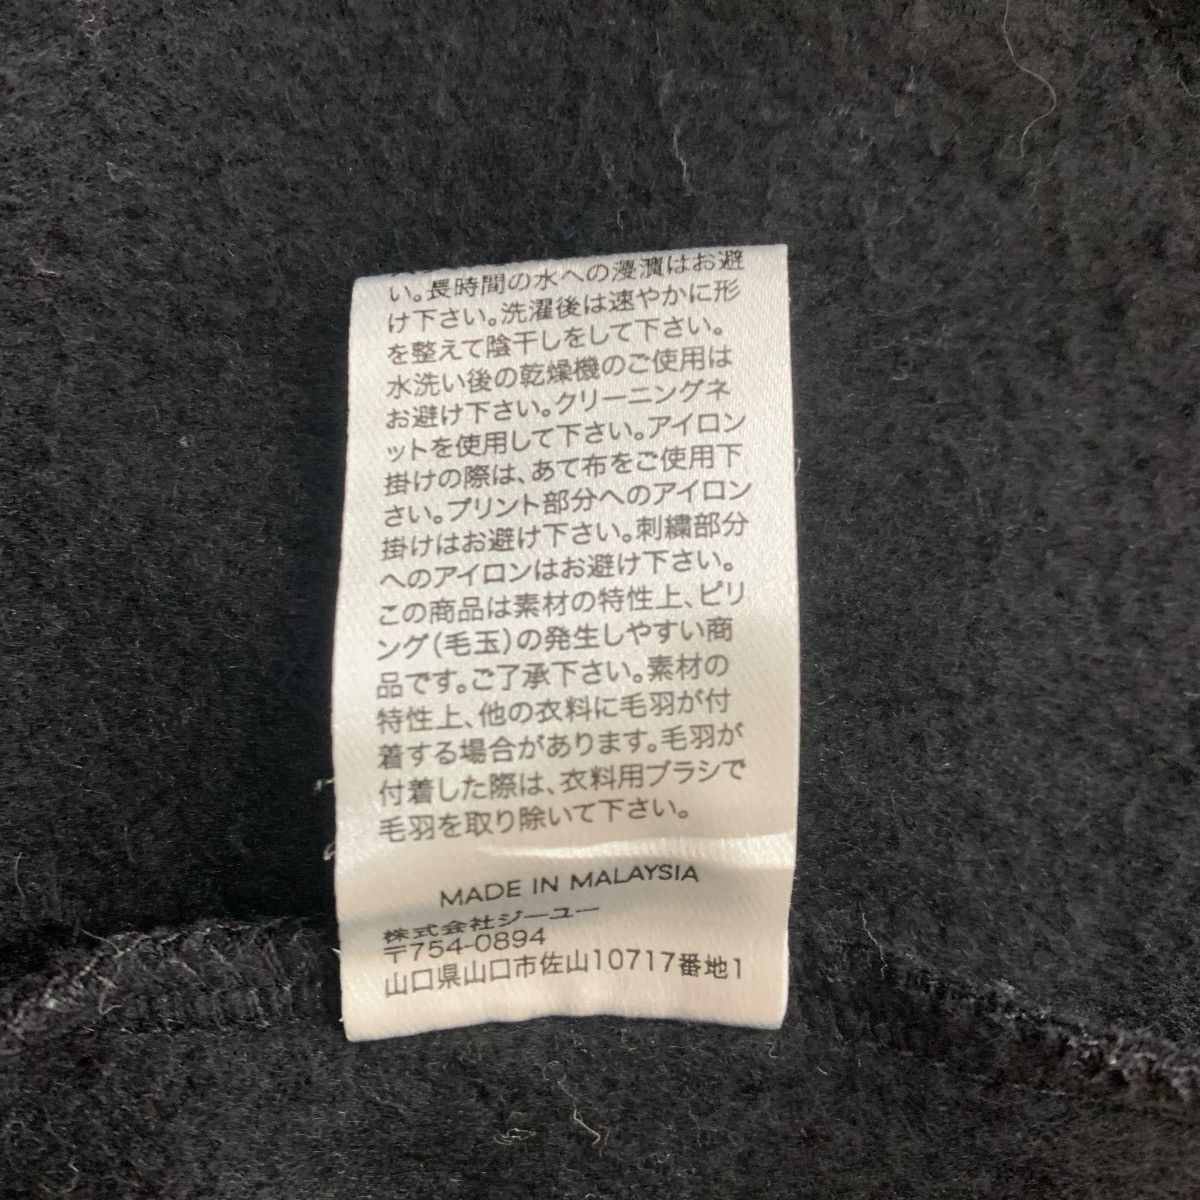 い。長時間の水への浸漬はお避
け下さい。洗濯後は速やかに形
を整えて陰干しをして下さい。
水洗い後の乾燥機のご使用は
お避け下さい。クリーニングネ
ットを使用して下さい。アイロン
掛けの際は、あて布をご使用下
さい。プリント部分へのアイロン
掛けはお避け下さい。刺繍部分
へのアイロンはお避け下さい。
この商品は素材の特性上、ピリ
ング(毛玉)の発生しやすい商
品です。ご了承下さい。素材の
特性上、他の衣料に毛羽が付
着する場合があります。毛羽が
付着した際は、衣料用ブラシで
毛羽を取り除いて下さい。
MADE IN MALAYSIA
株式会社ジーユー
〒754-0894
山口県山口市佐山10717番地1